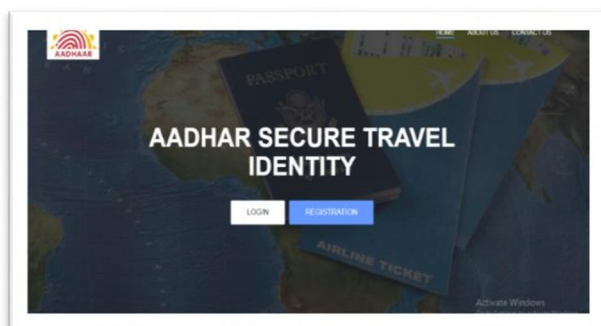 AADHAAR
HOME ABOUT US CONTACT US
PASSPORT
AADHAR SECURE TRAVEL
IDENTITY
LOGIN REGISTRATION
AIRLINE TICKET
Activate Windows